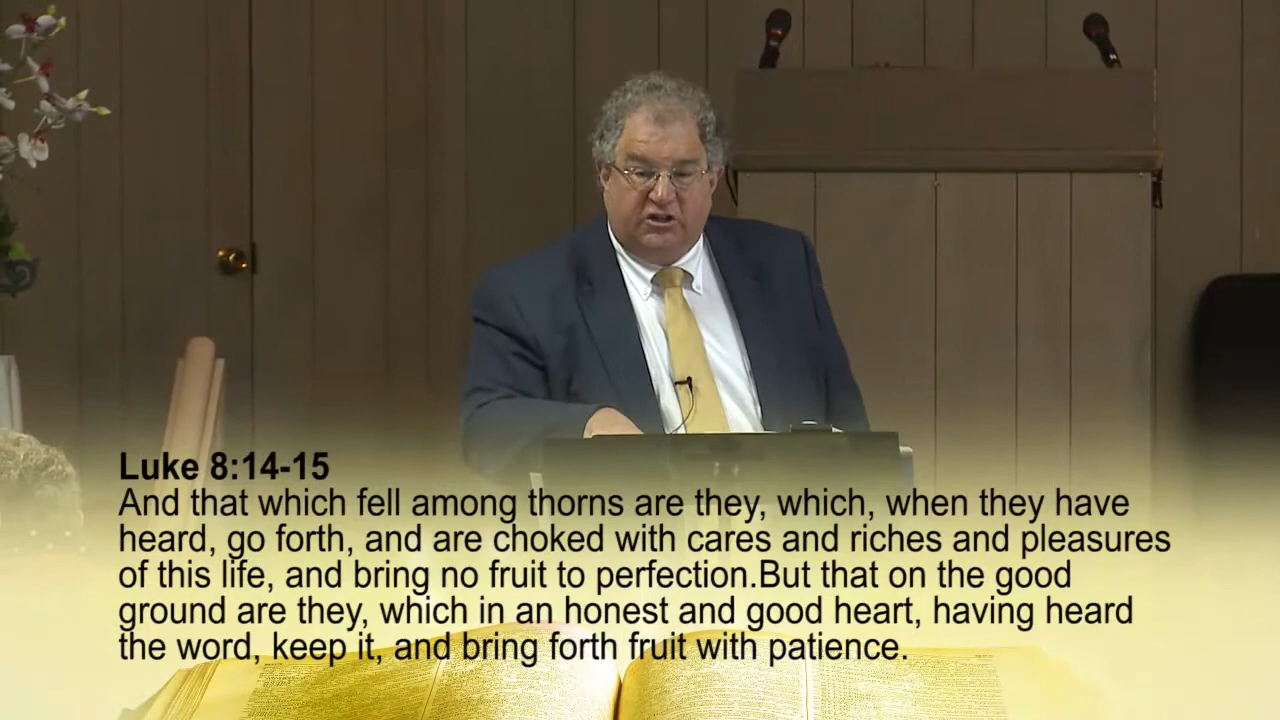 Luke 8:14-15
And that which fell among thorns are they, which, when they have
heard, go forth, and are choked with cares and riches and pleasures
of this life, and bring no fruit to perfection.But that on the good
ground are they, which in an honest and good heart, having heard
the word, keep it, and bring forth fruit with patience.